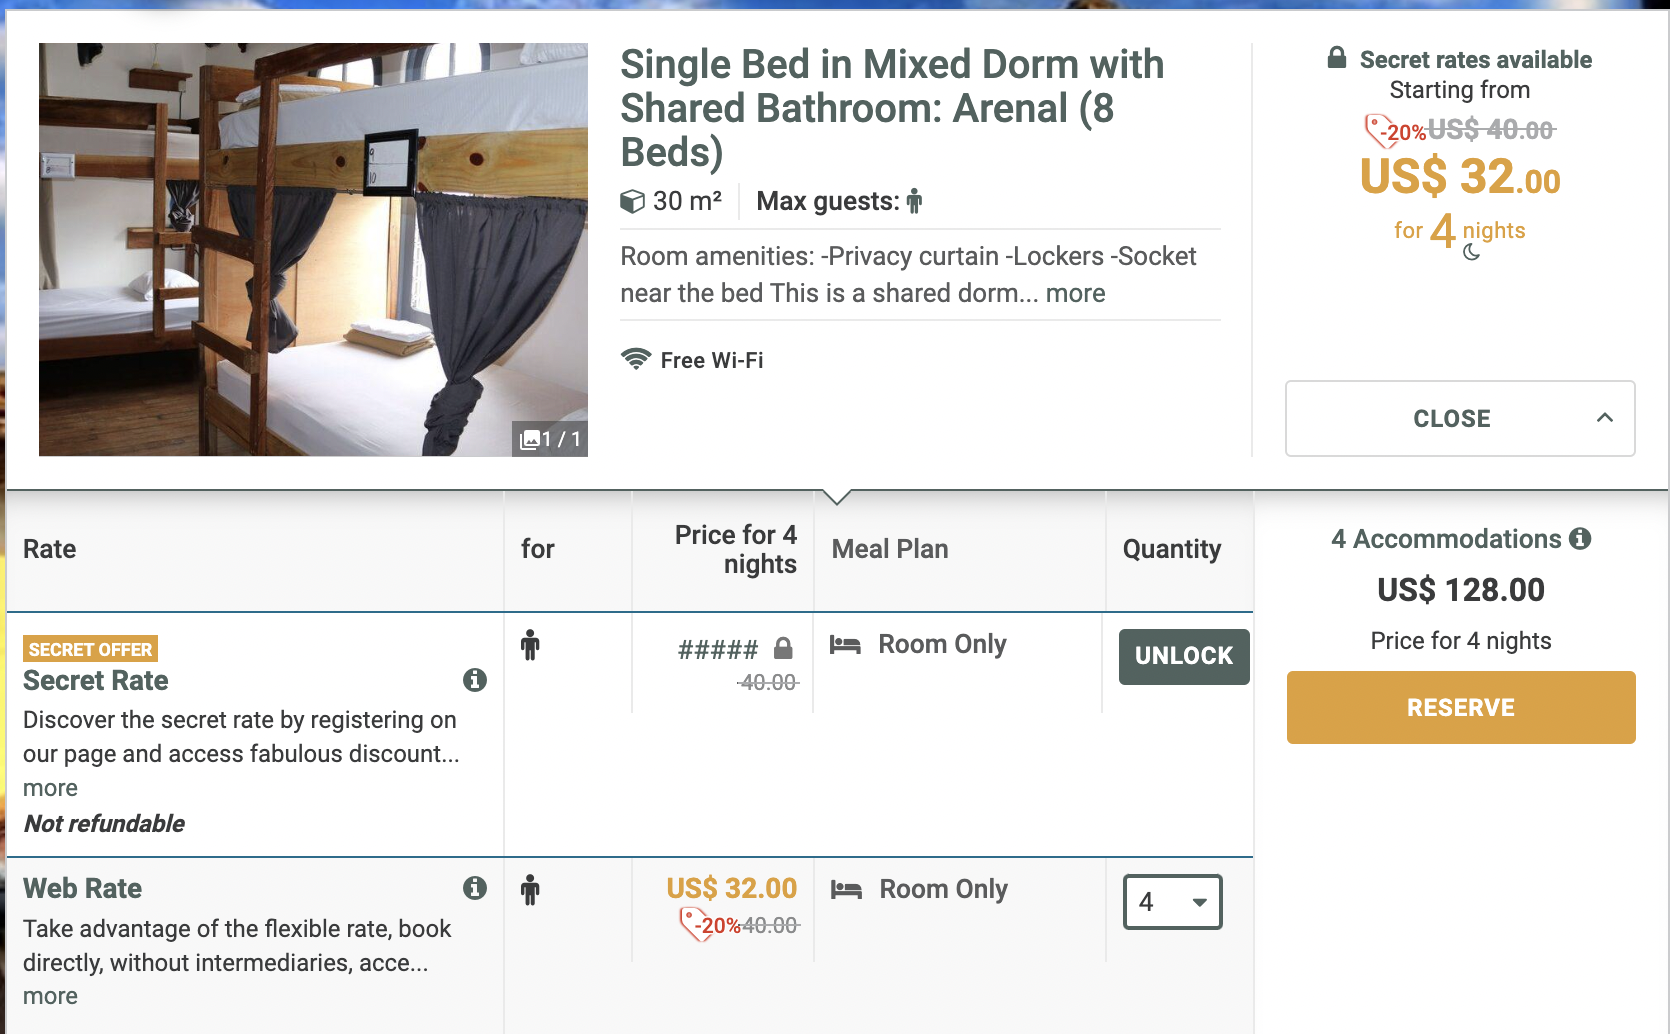 Single Bed in Mixed Dorm with
Shared Bathroom: Arenal (8
Beds)
30 m²
Max guests:
Room amenities: -Privacy curtain -Lockers -Socket
near the bed This is a shared dorm... more
Free Wi-Fi
9
10
1 / 1
Secret rates available
Starting from
-20% US$ 40.00
US$ 32.00
for 4 nights
CLOSE
Rate
for
Price for 4
nights
Meal Plan
Quantity
SECRET OFFER
Secret Rate
Discover the secret rate by registering on
our page and access fabulous discount...
more
Not refundable
#####
40.00
Room Only
UNLOCK
Web Rate
Take advantage of the flexible rate, book
directly, without intermediaries, acce...
more
US$ 32.00
-20% 40.00
Room Only
4
4 Accommodations
US$ 128.00
Price for 4 nights
RESERVE